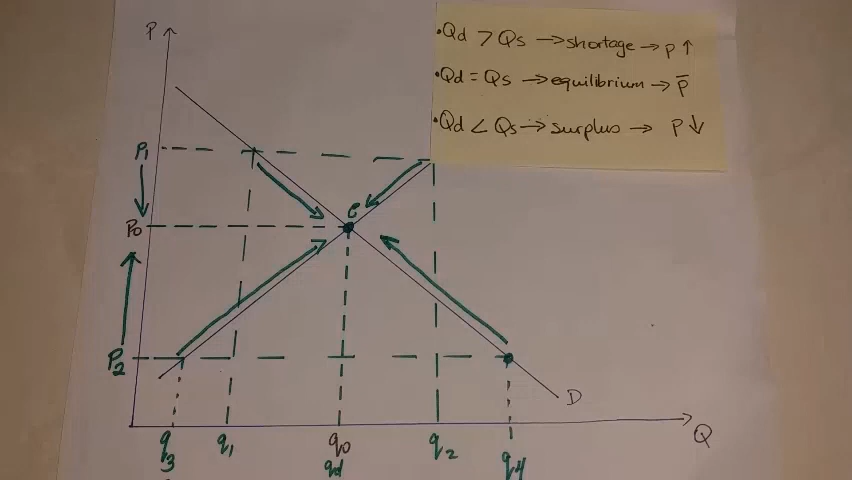 P
•Qd > Qs → shortage → P ↑
•Qd = Qs → equilibrium → P̄
•Qd < Qs → surplus → P ↓
P1
e
P0
P2
D
Q
q3 q1 q0 q2 q4
qd